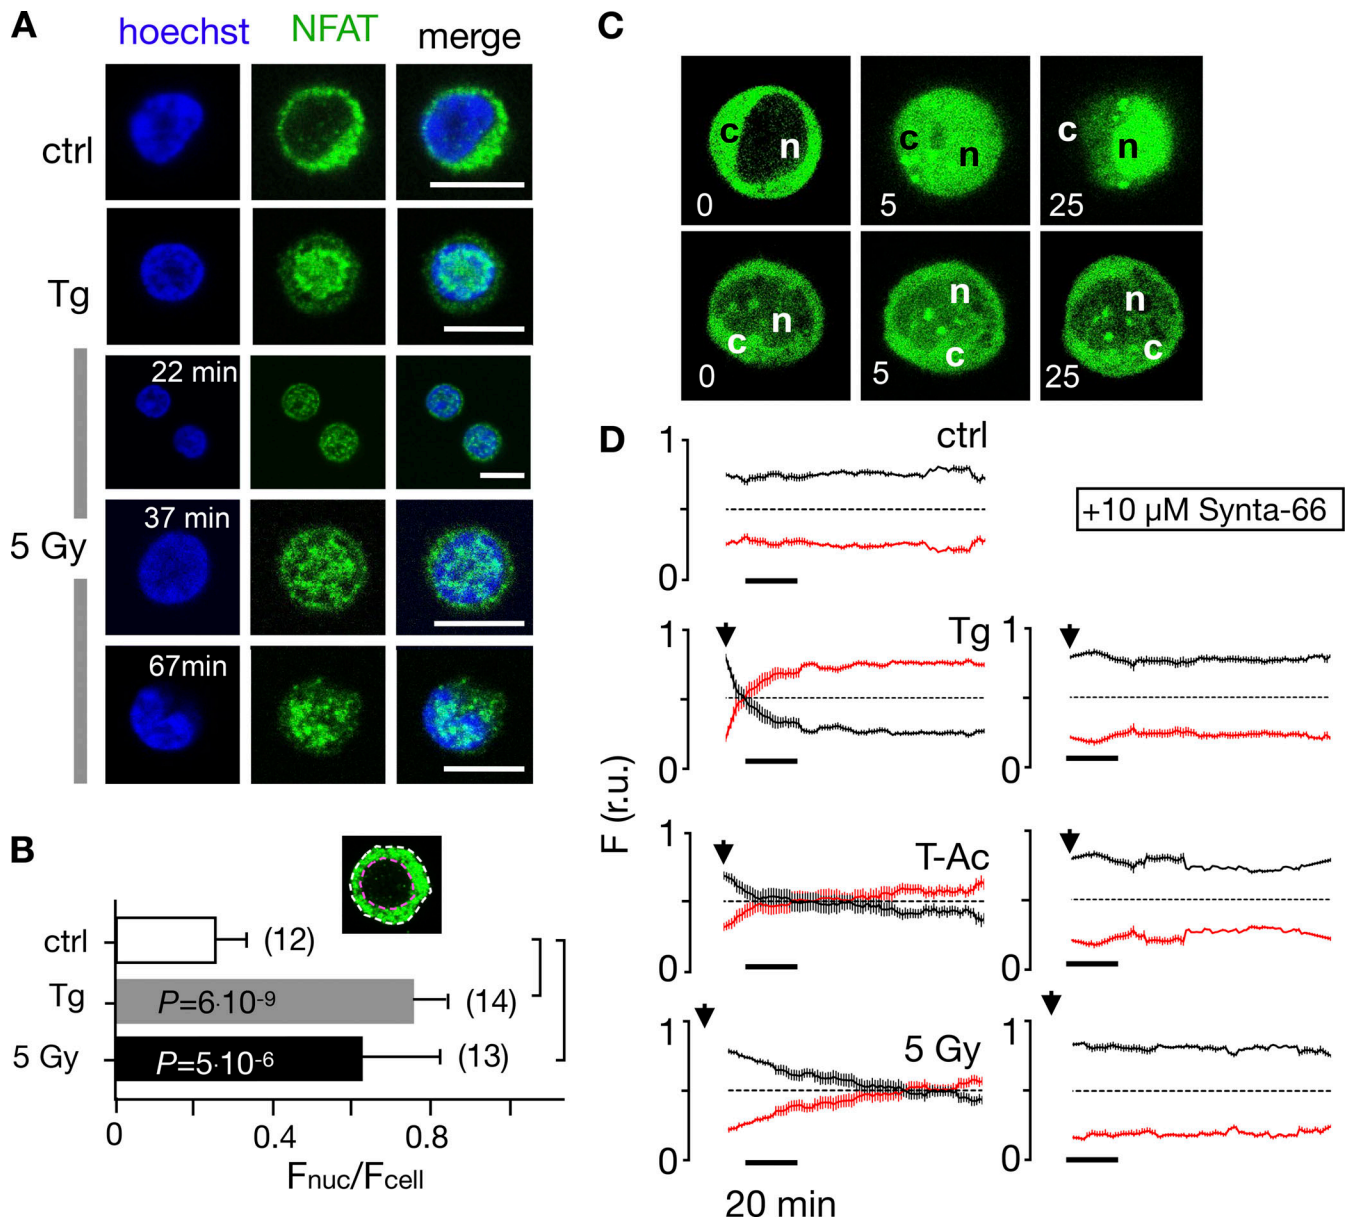 A
hoechst NFAT merge
ctrl
Tg
22 min
5 Gy
37 min
67min
B
ctrl (12)
Tg P=6·10-9 (14)
5 Gy P=5·10-6 (13)
0 0.4 0.8
Fnuc/Fcell
C
c n 0
c n 5
c n 25
n c 0
n c 5
n c 25
D
ctrl
1
0
+10 µM Synta-66
Tg
1
0
1
0
F (r.u.)
T-Ac
1
0
1
0
5 Gy
1
0
1
0
20 min